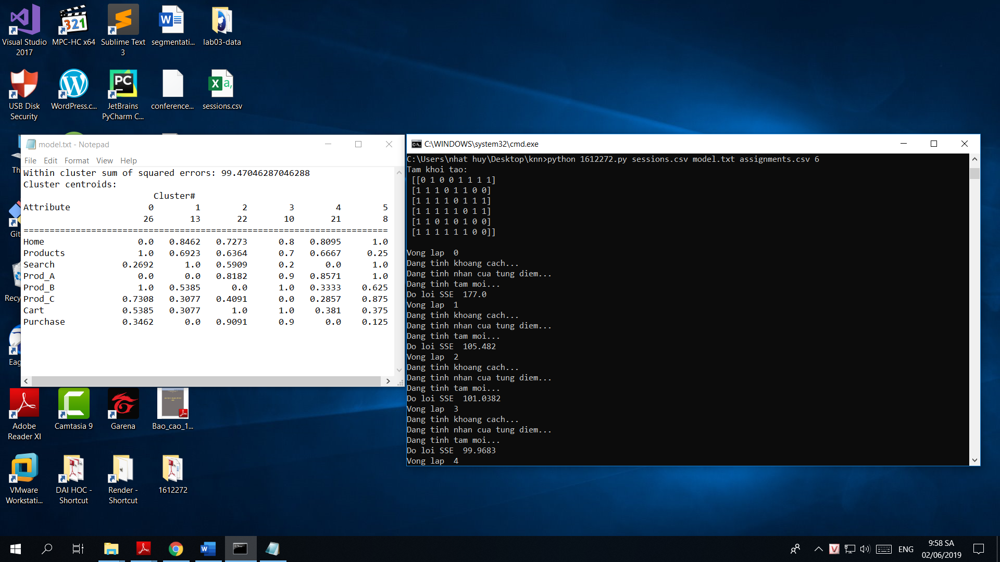 Visual Studio 2017
MPC-HC x64
Sublime Text 3
segmentati...
lab03-data
USB Disk Security
WordPress.c...
JetBrains PyCharm C...
conference...
sessions.csv
Th
Git
Recy
Eag
model.txt - Notepad
File Edit Format View Help
Within cluster sum of squared errors: 99.47046287046288
Cluster centroids:
Cluster#
Attribute 0 1 2 3 4 5
26 13 22 10 21 8
======================================================================
Home 0.0 0.8462 0.7273 0.8 0.8095 1.0
Products 1.0 0.6923 0.6364 0.7 0.6667 0.25
Search 0.2692 1.0 0.5909 0.2 0.0 1.0
Prod_A 0.0 0.0 0.8182 0.9 0.8571 1.0
Prod_B 1.0 0.5385 0.0 1.0 0.3333 0.625
Prod_C 0.7308 0.3077 0.4091 0.0 0.2857 0.875
Cart 0.5385 0.3077 1.0 1.0 0.381 0.375
Purchase 0.3462 0.0 0.9091 0.9 0.0 0.125
C:\WINDOWS\system32\cmd.exe
C:\Users\nhat huy\Desktop\knn>python 1612272.py sessions.csv model.txt assignments.csv 6
Tam khoi tao:
[[0 1 0 0 1 1 1 1]
[1 1 1 0 1 1 0 0]
[1 1 1 1 0 1 1 1]
[1 1 1 1 1 0 1 1]
[1 1 0 1 0 1 0 0]
[1 1 1 1 1 1 0 0]]
Vong lap 0
Dang tinh khoang cach...
Dang tinh nhan cua tung diem...
Dang tinh tam moi...
Do loi SSE 177.0
Vong lap 1
Dang tinh khoang cach...
Dang tinh nhan cua tung diem...
Dang tinh tam moi...
Do loi SSE 105.482
Vong lap 2
Dang tinh khoang cach...
Dang tinh nhan cua tung diem...
Dang tinh tam moi...
Do loi SSE 101.0382
Vong lap 3
Dang tinh khoang cach...
Dang tinh nhan cua tung diem...
Dang tinh tam moi...
Do loi SSE 99.9683
Vong lap 4
Adobe Reader XI
Camtasia 9
Garena
Bao_cao_1...
VMware Workstati...
DAI HOC - Shortcut
Render - Shortcut
1612272
ENG
9:58 SA
02/06/2019